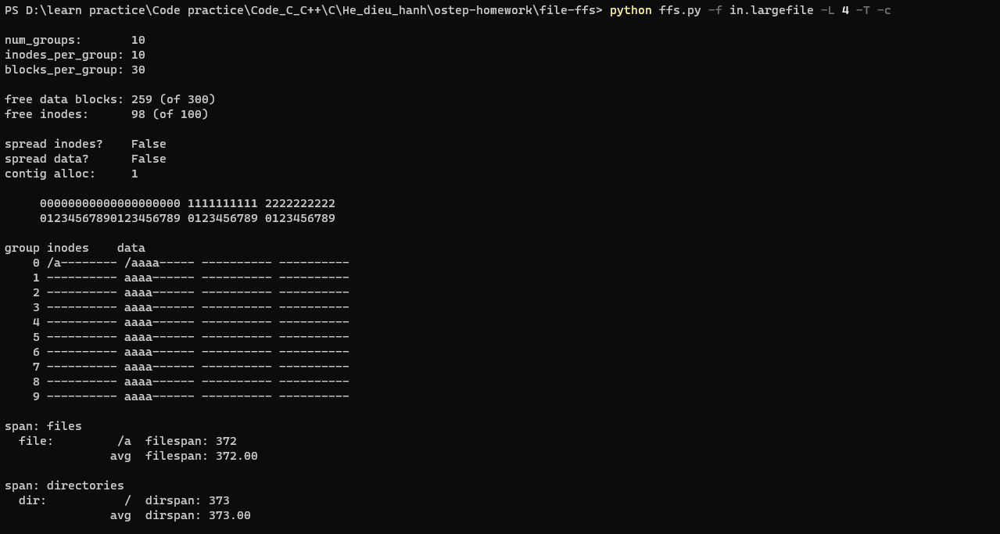 PS D:\learn practice\Code practice\Code_C_C++\C\He_dieu_hanh\ostep-homework\file-ffs> python ffs.py -f in.largefile -L 4 -T -c
num_groups:       10
inodes_per_group: 10
blocks_per_group: 30
free data blocks: 259 (of 300)
free inodes:      98 (of 100)
spread inodes?    False
spread data?      False
contig alloc:     1
     00000000000000000000 1111111111 2222222222
     01234567890123456789 0123456789 0123456789
group inodes    data
    0 /a-------- /aaaa----- ---------- ----------
    1 ---------- aaaa------ ---------- ----------
    2 ---------- aaaa------ ---------- ----------
    3 ---------- aaaa------ ---------- ----------
    4 ---------- aaaa------ ---------- ----------
    5 ---------- aaaa------ ---------- ----------
    6 ---------- aaaa------ ---------- ----------
    7 ---------- aaaa------ ---------- ----------
    8 ---------- aaaa------ ---------- ----------
    9 ---------- aaaa------ ---------- ----------
span: files
  file:         /a  filespan: 372
               avg  filespan: 372.00
span: directories
  dir:           /  dirspan: 373
               avg  dirspan: 373.00